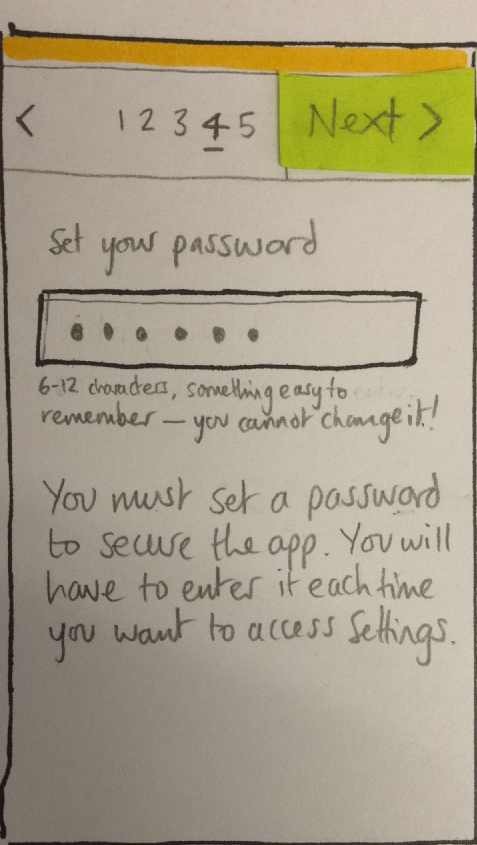 < 1 2 3 4 5 Next >
Set your password
6-12 characters, something easy to
remember — you cannot change it!
You must set a password
to secure the app. You will
have to enter it each time
you want to access Settings.